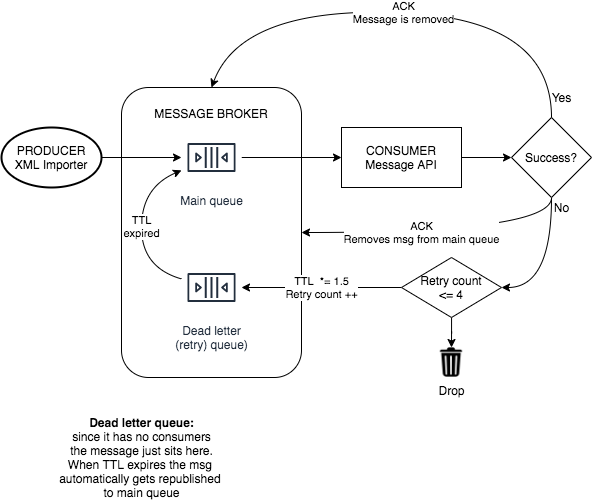 ACK
Message is removed
MESSAGE BROKER
Yes
PRODUCER
XML Importer
CONSUMER
Message API
Success?
Main queue
No
TTL
expired
ACK
Removes msg from main queue
TTL *= 1.5
Retry count ++
Retry count
<= 4
Dead letter
(retry) queue)
Drop
Dead letter queue:
since it has no consumers
the message just sits here.
When TTL expires the msg
automatically gets republished
to main queue